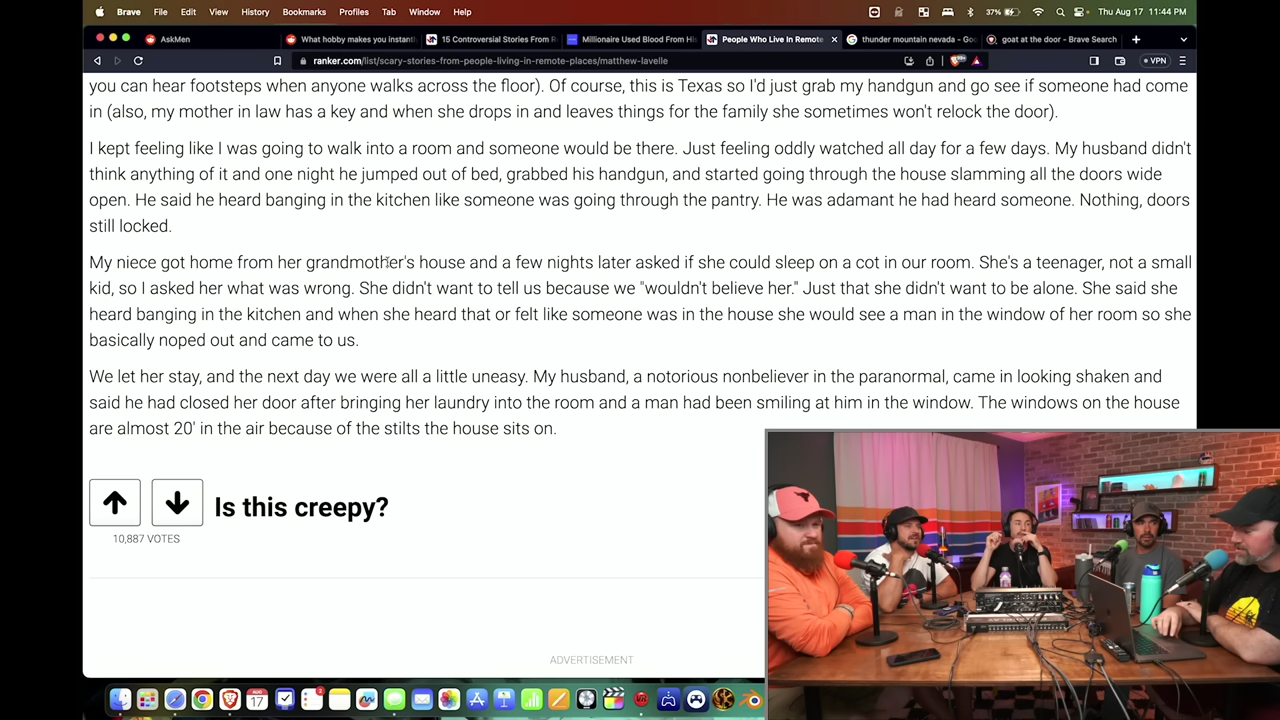 Brave File Edit View History Bookmarks Profiles Tab Window Help 37% Thu Aug 17 11:44 PM
AskMen What hobby makes you instantl 15 Controversial Stories From R Millionaire Used Blood From His People Who Live In Remote thunder mountain nevada - Goo goat at the door - Brave Search
ranker.com/list/scary-stories-from-people-living-in-remote-places/matthew-lavelle VPN
you can hear footsteps when anyone walks across the floor). Of course, this is Texas so I'd just grab my handgun and go see if someone had come
in (also, my mother in law has a key and when she drops in and leaves things for the family she sometimes won't relock the door).
I kept feeling like I was going to walk into a room and someone would be there. Just feeling oddly watched all day for a few days. My husband didn't
think anything of it and one night he jumped out of bed, grabbed his handgun, and started going through the house slamming all the doors wide
open. He said he heard banging in the kitchen like someone was going through the pantry. He was adamant he had heard someone. Nothing, doors
still locked.
My niece got home from her grandmother's house and a few nights later asked if she could sleep on a cot in our room. She's a teenager, not a small
kid, so I asked her what was wrong. She didn't want to tell us because we "wouldn't believe her." Just that she didn't want to be alone. She said she
heard banging in the kitchen and when she heard that or felt like someone was in the house she would see a man in the window of her room so she
basically noped out and came to us.
We let her stay, and the next day we were all a little uneasy. My husband, a notorious nonbeliever in the paranormal, came in looking shaken and
said he had closed her door after bringing her laundry into the room and a man had been smiling at him in the window. The windows on the house
are almost 20' in the air because of the stilts the house sits on.
Is this creepy?
10,887 VOTES
ADVERTISEMENT